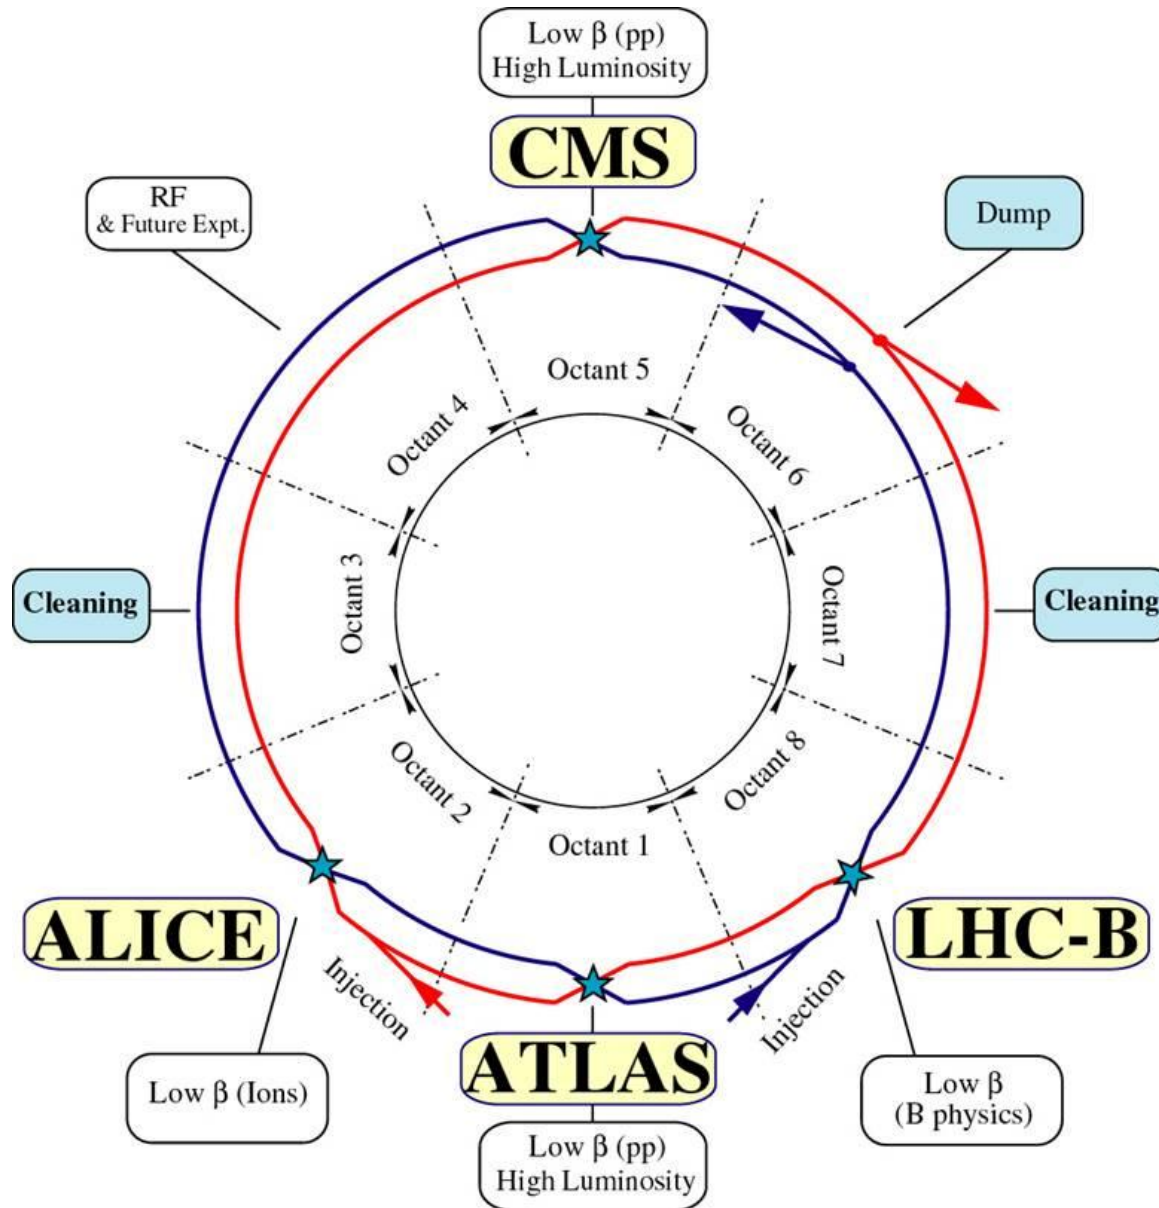 Low β (pp)
High Luminosity
CMS
RF
& Future Expt.
Dump
Octant 5
Octant 4
Octant 6
Cleaning
Octant 3
Octant 7
Cleaning
Octant 2
Octant 8
Octant 1
ALICE
LHC-B
Injection
Injection
ATLAS
Low β (Ions)
Low β
(B physics)
Low β (pp)
High Luminosity